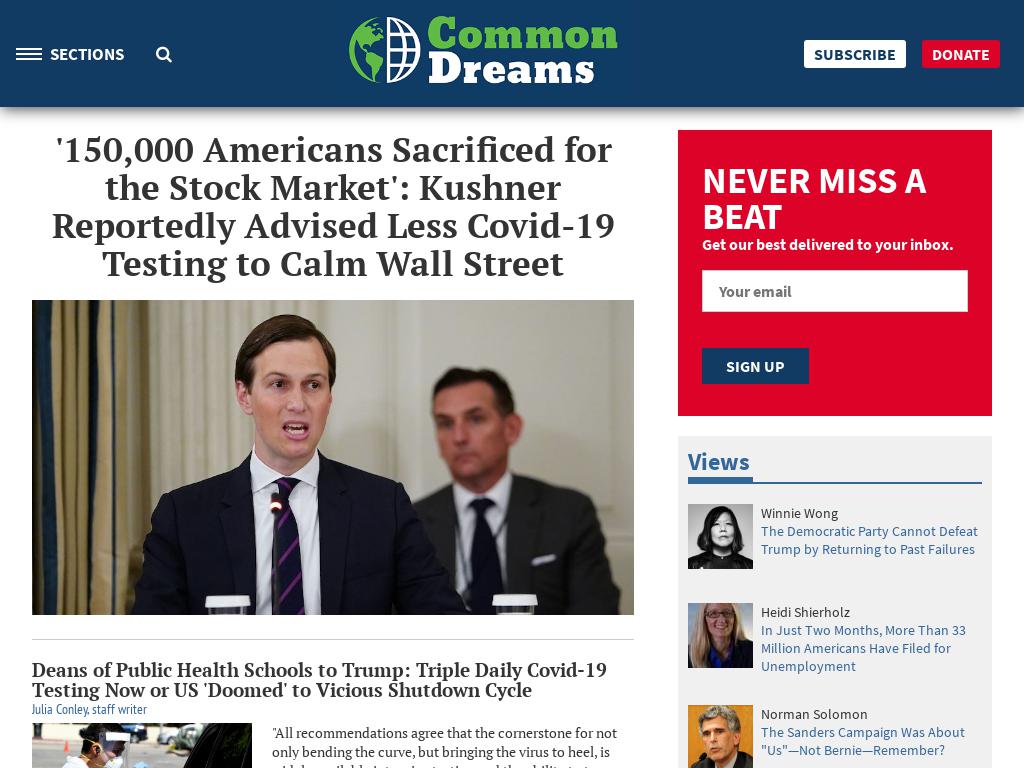 SECTIONS
Common
Dreams
SUBSCRIBE
DONATE
'150,000 Americans Sacrificed for
the Stock Market': Kushner
Reportedly Advised Less Covid-19
Testing to Calm Wall Street
Deans of Public Health Schools to Trump: Triple Daily Covid-19
Testing Now or US 'Doomed' to Vicious Shutdown Cycle
Julia Conley, staff writer
"All recommendations agree that the cornerstone for not
only bending the curve, but bringing the virus to heel, is
NEVER MISS A
BEAT
Get our best delivered to your inbox.
Your email
SIGN UP
Views
Winnie Wong
The Democratic Party Cannot Defeat
Trump by Returning to Past Failures
Heidi Shierholz
In Just Two Months, More Than 33
Million Americans Have Filed for
Unemployment
Norman Solomon
The Sanders Campaign Was About
"Us"—Not Bernie—Remember?